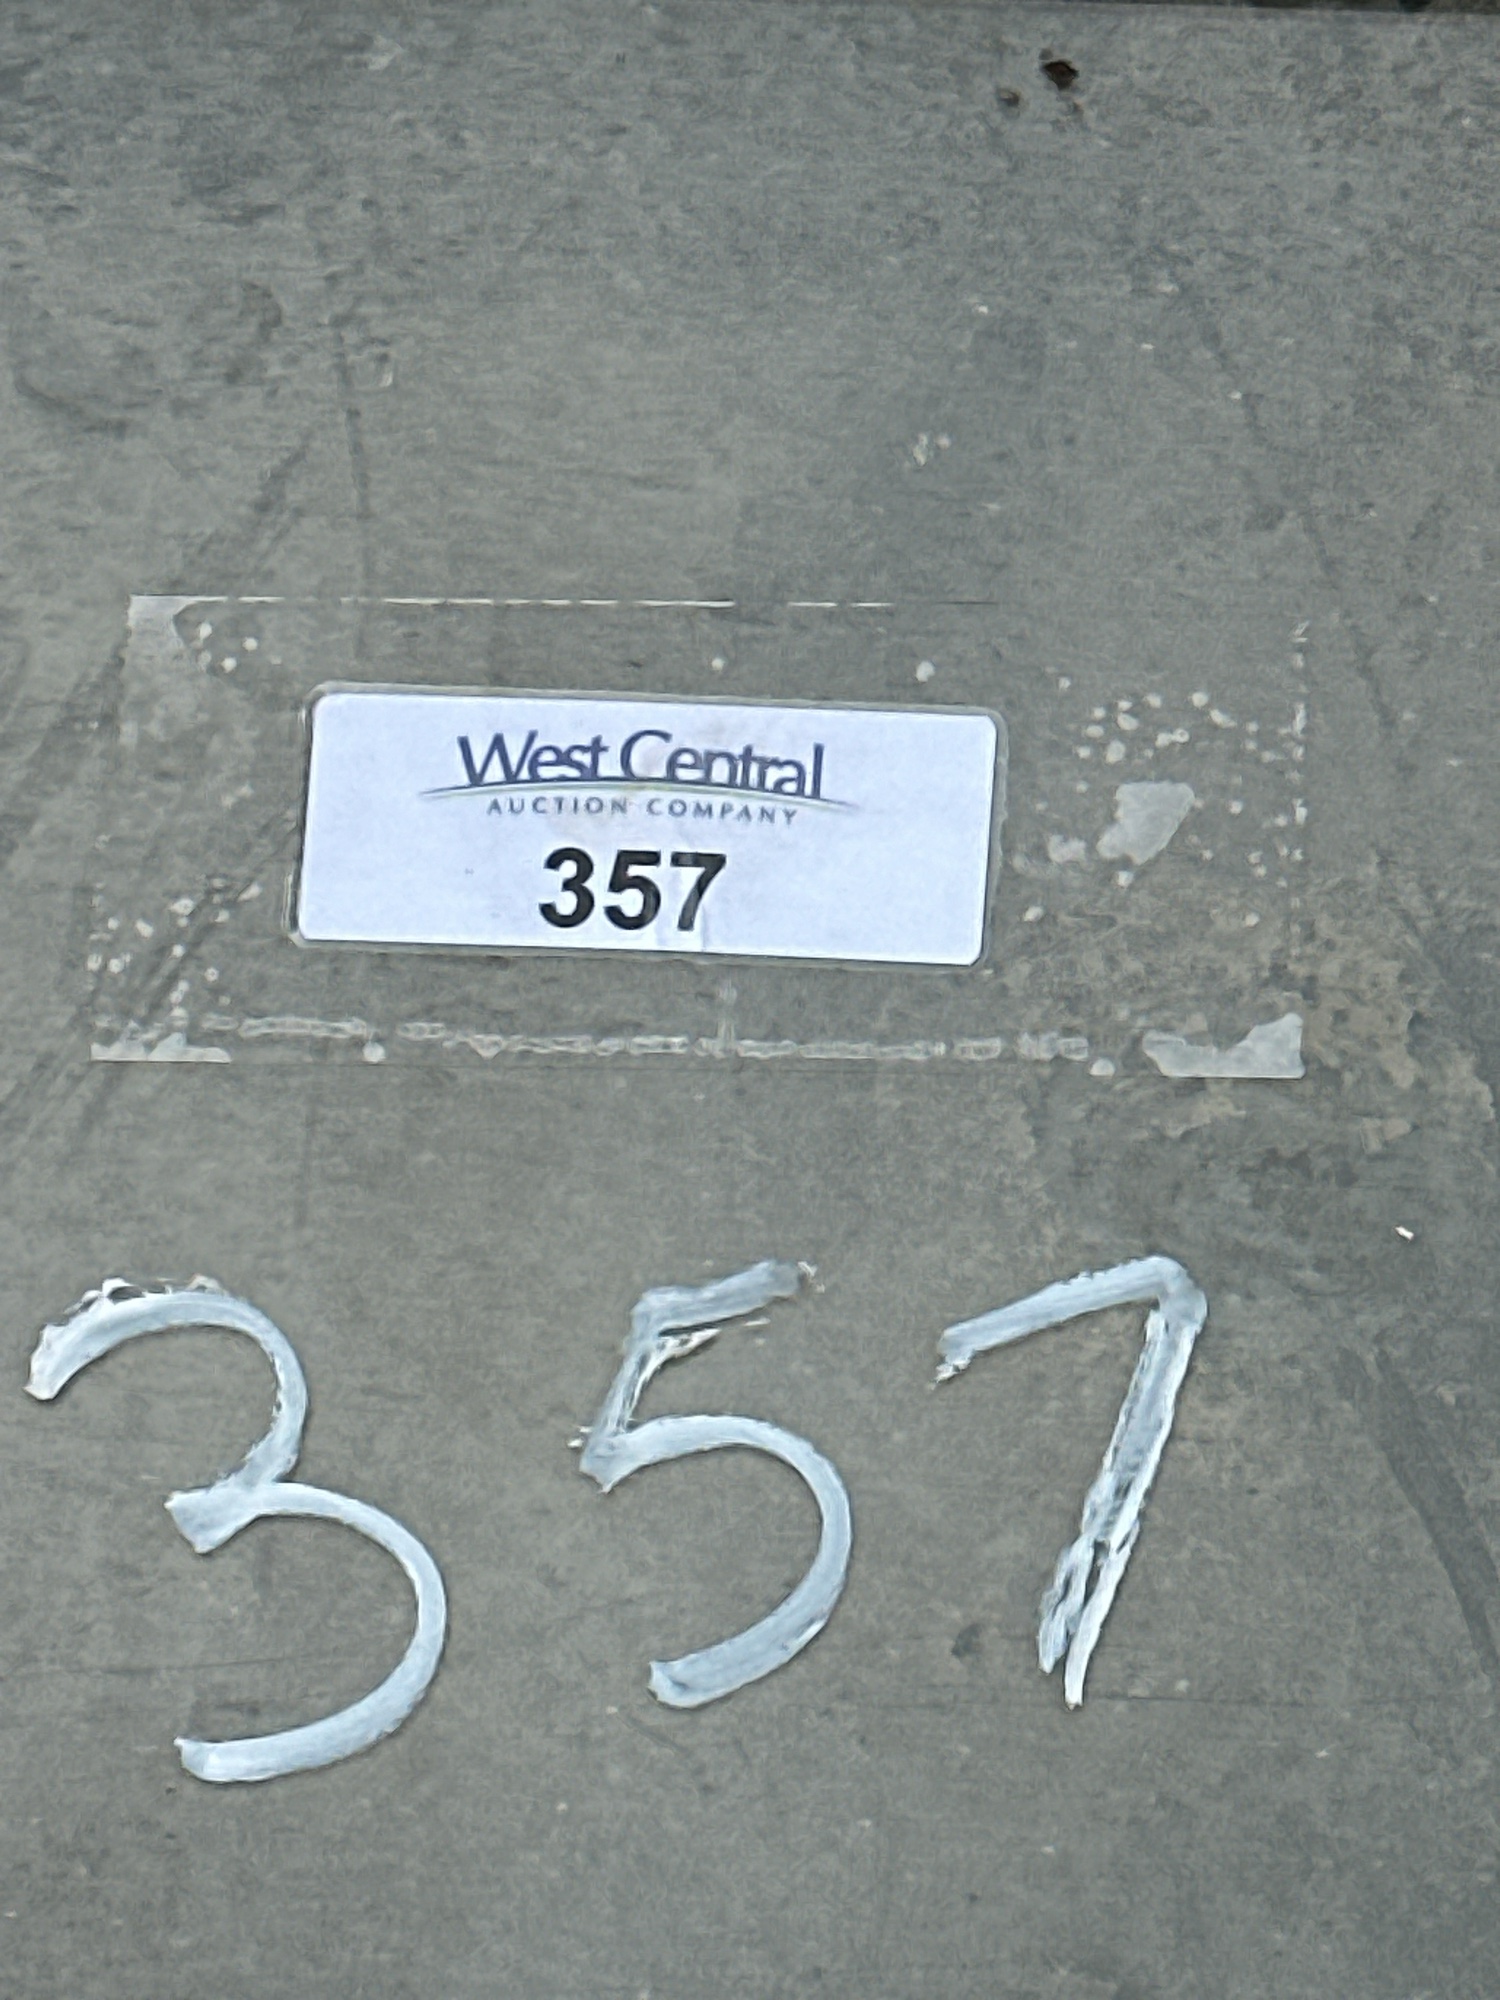 West Central
AUCTION COMPANY
357
357